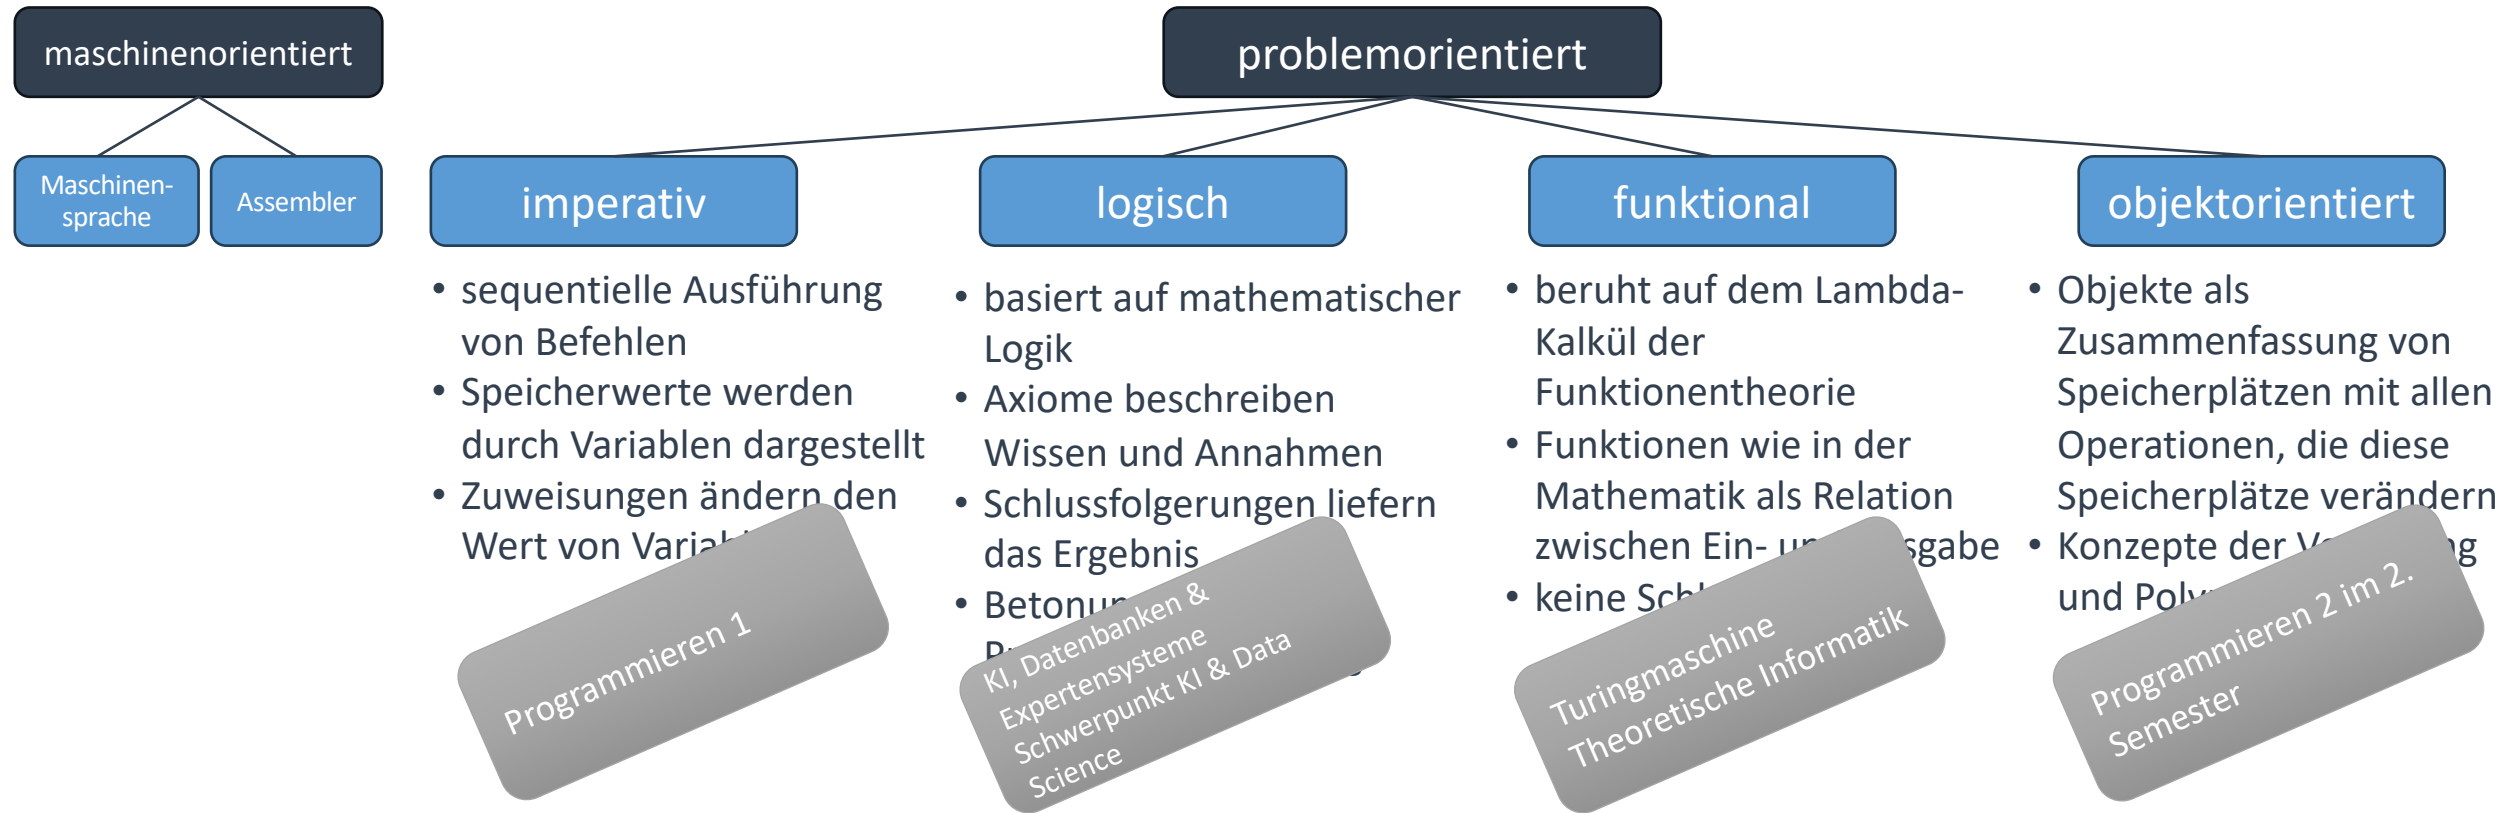 maschinenorientiert
problemorientiert
Maschinen-
sprache
Assembler
imperativ
logisch
funktional
objektorientiert
• sequentielle Ausführung
von Befehlen
• Speicherwerte werden
durch Variablen dargestellt
• Zuweisungen ändern den
Wert von
Programmieren 1
• basiert auf mathematischer
Logik
• Axiome beschreiben
Wissen und Annahmen
• Schlussfolgerungen liefern
das Ergebnis
•
KI, Datenbanken &
Expertensysteme
Schwerpunkt KI & Data
Science
• beruht auf dem Lambda-
Kalkül der
Funktionentheorie
• Funktionen wie in der
Mathematik als Relation
zwischen Ein-
• keine
Turingmaschine
Theoretische Informatik
• Objekte als
Zusammenfassung von
Speicherplätzen mit allen
Operationen, die diese
Speicherplätze verändern
• Konzepte der
und
Programmieren 2 im 2.
Semester